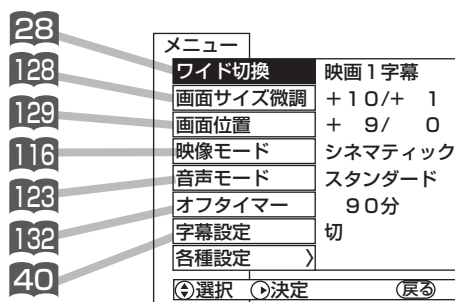 メニュー
28 ワイド切換 映画1字幕
128 画面サイズ微調 +10/+ 1
129 画面位置 + 9/ 0
116 映像モード シネマティック
123 音声モード スタンダード
132 オフタイマー 90分
40 字幕設定 切
各種設定 〉
選択 決定 戻る